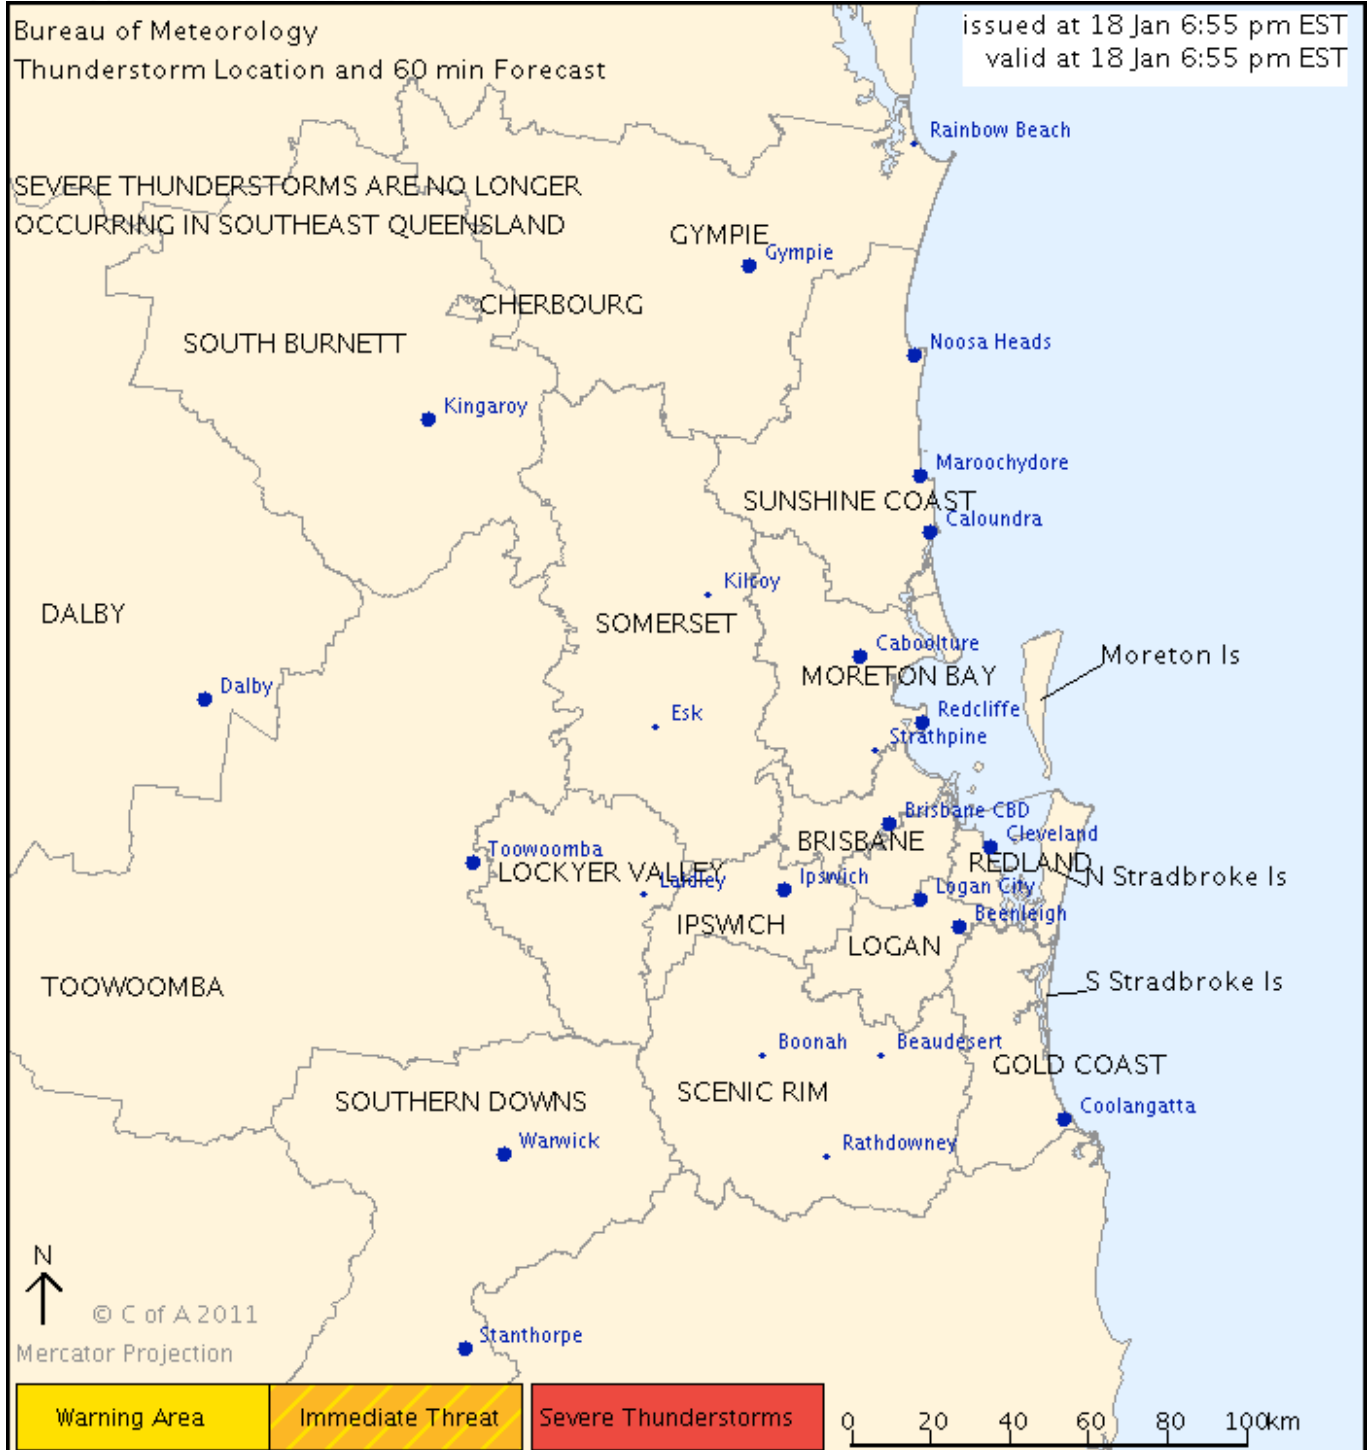 Bureau of Meteorology
Thunderstorm Location and 60 min Forecast
issued at 18 Jan 6:55 pm EST
valid at 18 Jan 6:55 pm EST
Rainbow Beach
SEVERE THUNDERSTORMS ARE NO LONGER
OCCURRING IN SOUTHEAST QUEENSLAND
GYMPIE
Gympie
CHERBOURG
SOUTH BURNETT
Noosa Heads
Kingaroy
Maroochydore
SUNSHINE COAST
Caloundra
Kilcoy
DALBY
SOMERSET
Caboolture
Moreton Is
MORETON BAY
Dalby
Esk
Redcliffe
Strathpine
Brisbane CBD
Cleveland
BRISBANE
Toowoomba
LOCKYER VALLEY
REDLAND
N Stradbroke Is
Laidley
Ipswich
Logan City
IPSWICH
Beenleigh
LOGAN
TOOWOOMBA
S Stradbroke Is
Boonah
Beaudesert
GOLD COAST
SCENIC RIM
SOUTHERN DOWNS
Coolangatta
Warwick
Rathdowney
N
© C of A 2011
Stanthorpe
Mercator Projection
Warning Area
Immediate Threat
Severe Thunderstorms
0 20 40 60 80 100km